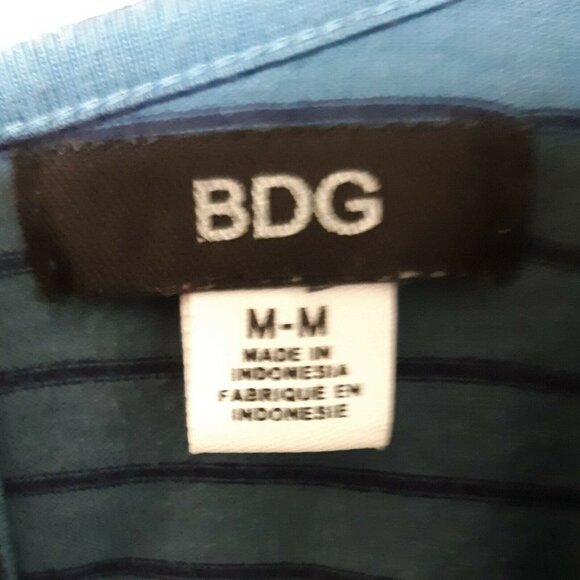 BDG
M-M
MADE IN
INDONESIA
FABRIQUE EN
INDONESIE